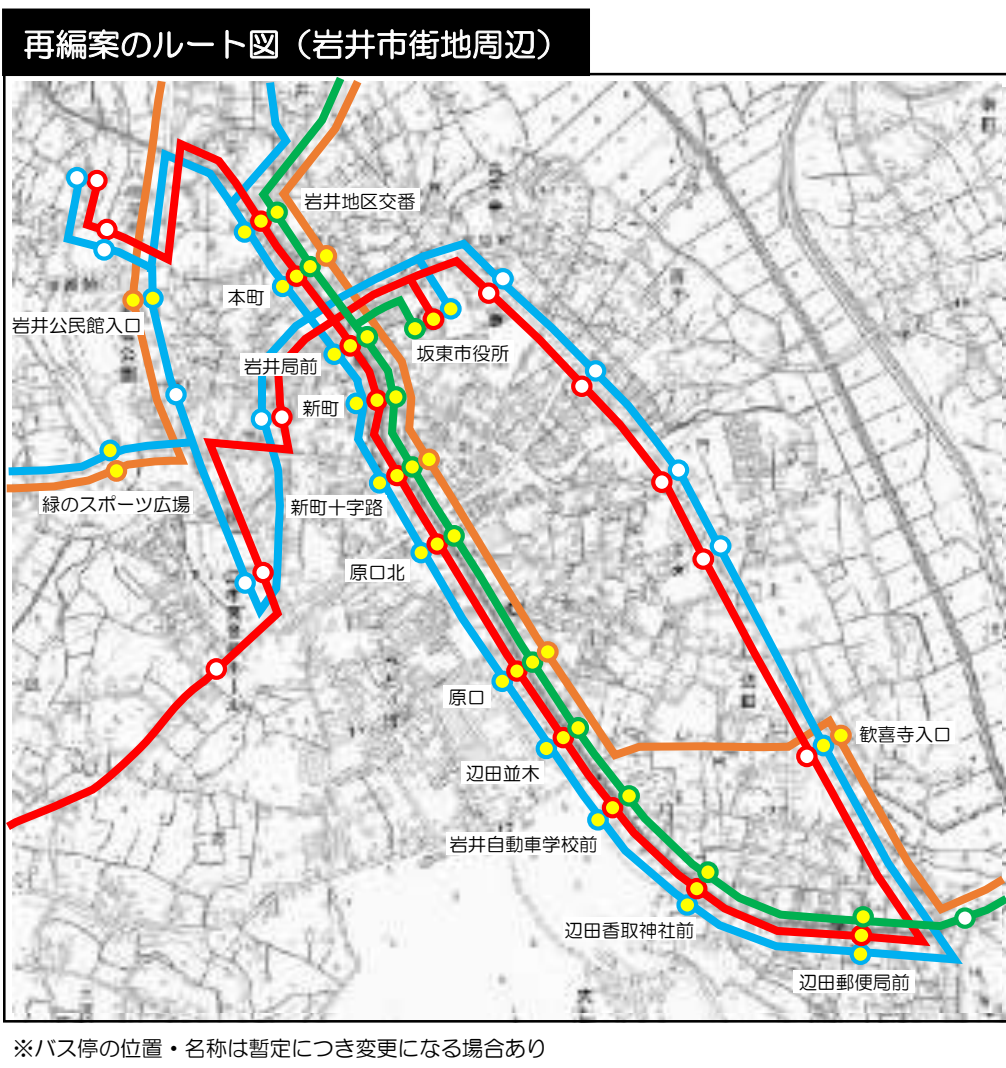 再編案のルート図（岩井市街地周辺）
岩井地区交番
本町
岩井公民館入口
岩井局前
坂東市役所
新町
緑のスポーツ広場
新町十字路
原口北
原口
歓喜寺入口
辺田並木
岩井自動車学校前
辺田香取神社前
辺田郵便局前
※バス停の位置・名称は暫定につき変更になる場合あり